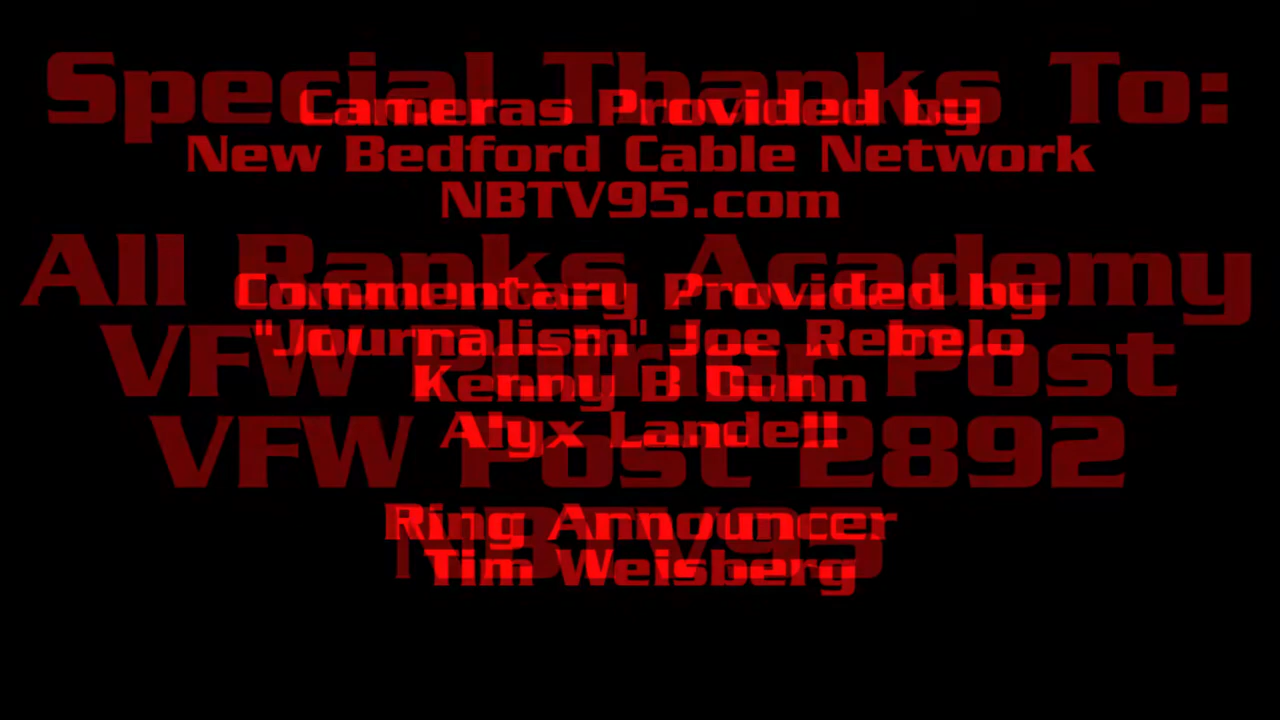 Special Thanks To:
All Ranks Academy
VFW Post
VFW Post 2892
NBTV95
Cameras Provided by
New Bedford Cable Network
NBTV95.com
Commentary Provided by
"Journalism" Joe Rebelo
Kenny B Dunn
Alyx Landell
Ring Announcer
Tim Weisberg